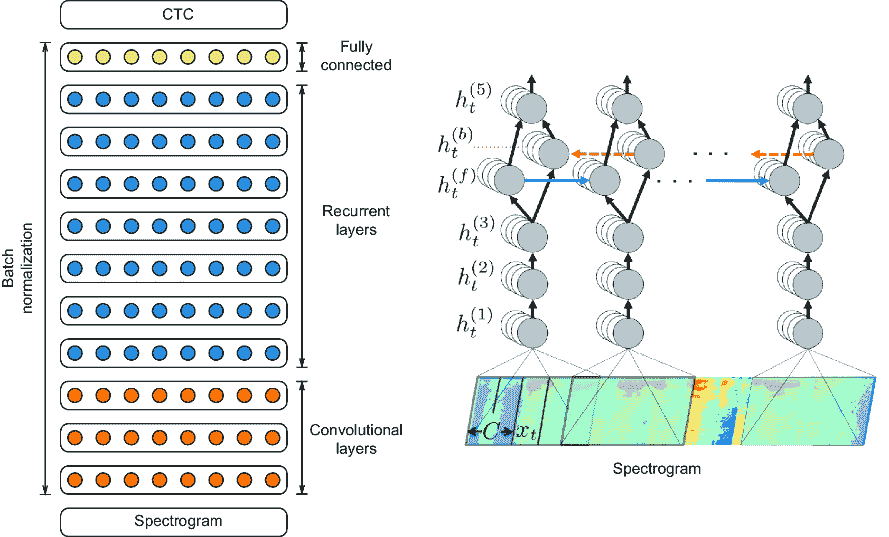 CTC
Fully
connected
Recurrent
layers
Batch
normalization
Convolutional
layers
Spectrogram
h_t^{(5)}
h_t^{(b)}
h_t^{(f)}
h_t^{(3)}
h_t^{(2)}
h_t^{(1)}
C x_t
Spectrogram